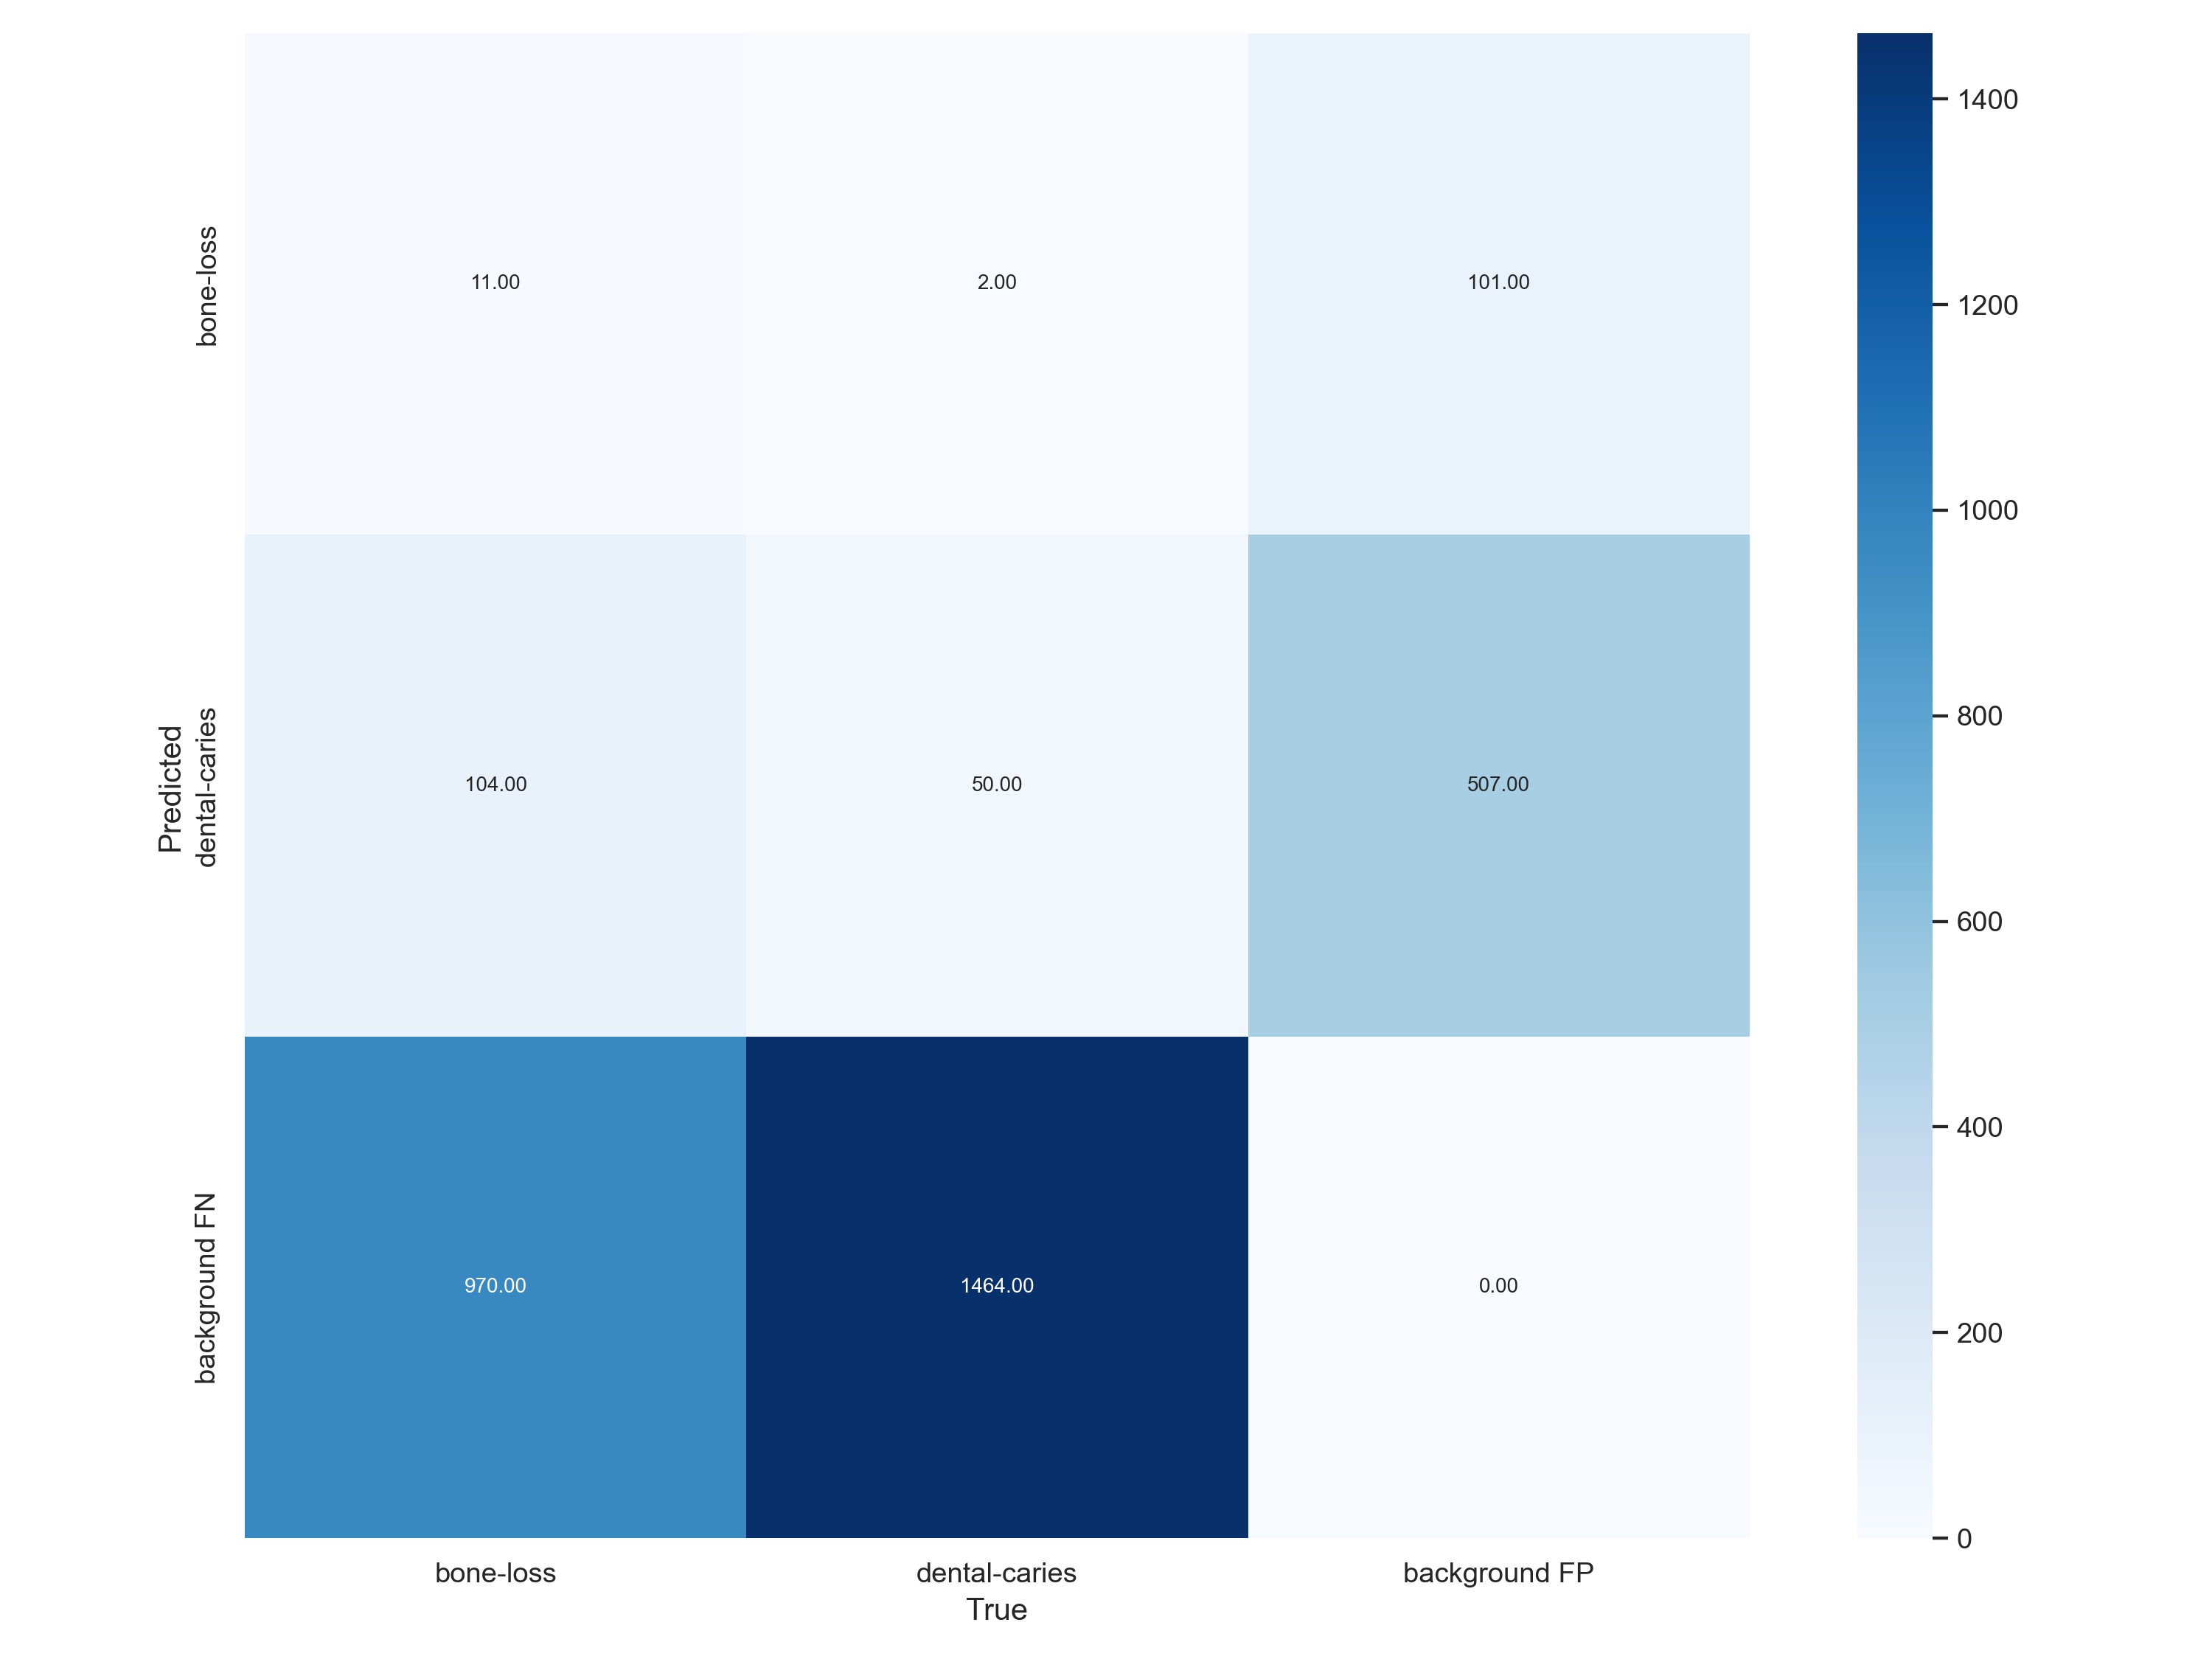 bone-loss
11.00
2.00
101.00
Predicted
dental-caries
104.00
50.00
507.00
background FN
970.00
1464.00
0.00
bone-loss
dental-caries
background FP
True
1400
1200
1000
800
600
400
200
0